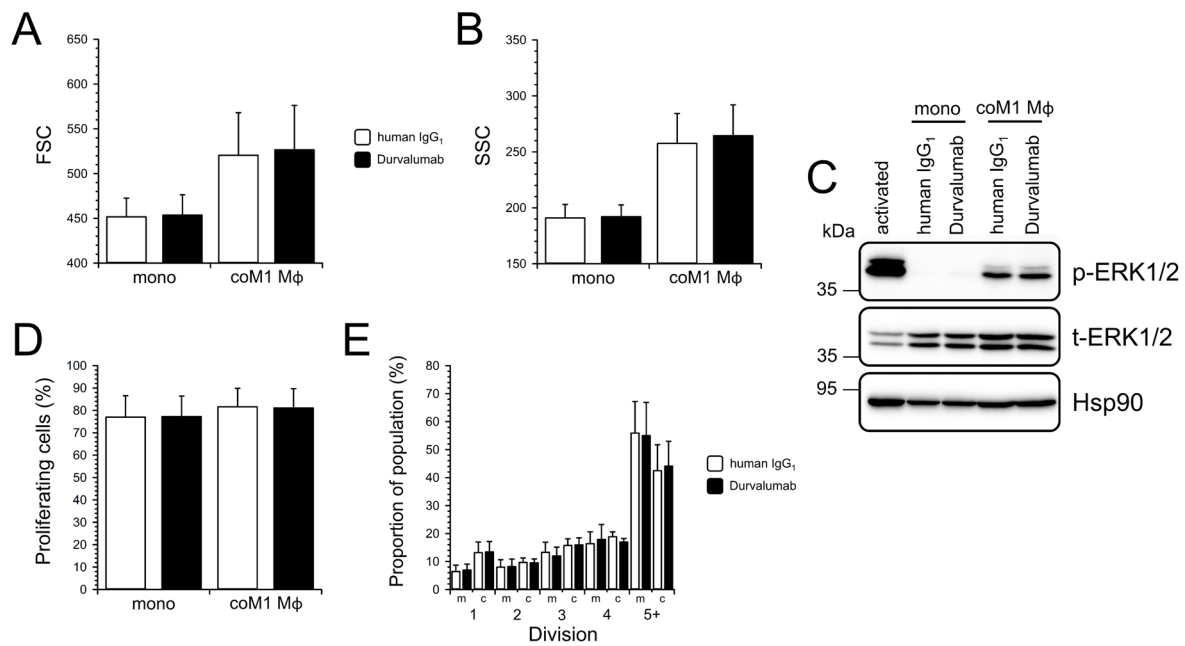 A
FSC
650
600
550
500
450
400
mono
coM1 Mϕ
human IgG₁
Durvalumab
B
SSC
350
300
250
200
150
mono
coM1 Mϕ
C
mono
coM1 Mϕ
activated
human IgG₁
Durvalumab
human IgG₁
Durvalumab
kDa
35
p-ERK1/2
35
t-ERK1/2
95
Hsp90
D
Proliferating cells (%)
100
90
80
70
60
50
40
30
20
10
0
mono
coM1 Mϕ
E
Proportion of population (%)
80
70
60
50
40
30
20
10
0
m c m c m c m c m c
1 2 3 4 5+
Division
human IgG₁
Durvalumab